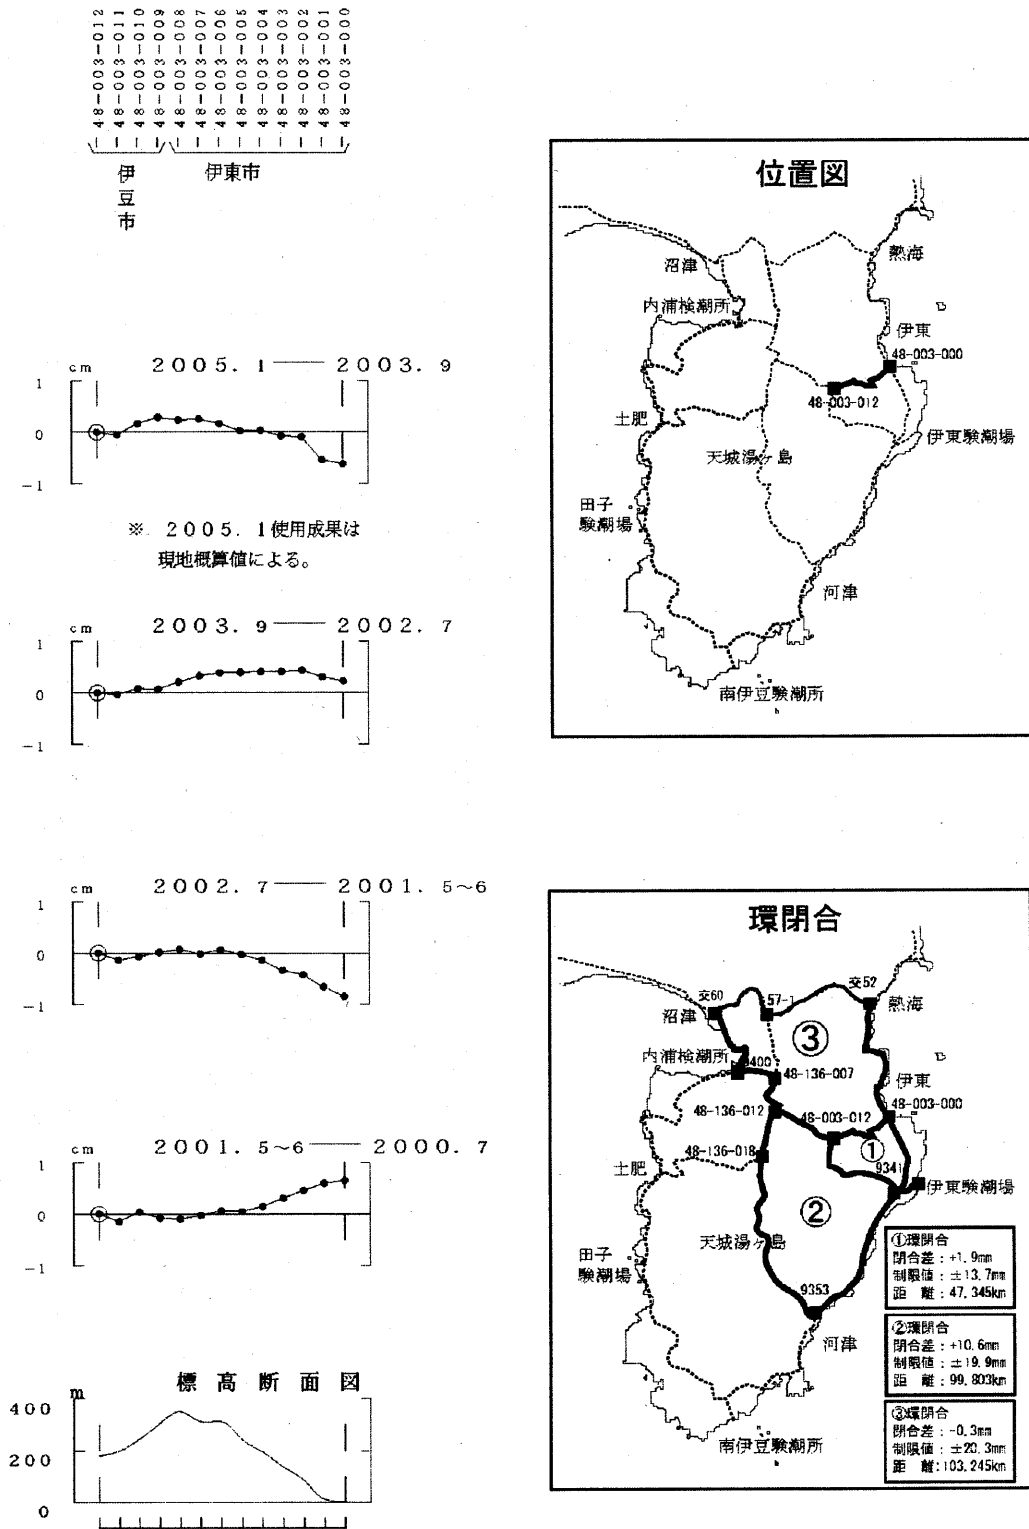 48-003-012
48-003-011
48-003-010
48-003-009
48-003-008
48-003-007
48-003-006
48-003-005
48-003-004
48-003-003
48-003-002
48-003-001
48-003-000
伊豆市
伊東市
cm
2005.1 —— 2003.9
1
0
-1
※ 2005.1使用成果は
現地概算値による。
cm
2003.9 —— 2002.7
1
0
-1
cm
2002.7 —— 2001.5~6
1
0
-1
cm
2001.5~6 —— 2000.7
1
0
-1
標高断面図
m
400
200
0
位置図
沼津
熱海
内浦検潮所
伊東
48-003-000
48-003-012
土肥
伊東験潮場
天城湯ヶ島
田子
験潮場
河津
南伊豆験潮所
環閉合
交60
57-1
交52
沼津
熱海
③
内浦検潮所
9400
48-136-007
伊東
48-136-012
48-003-012
48-003-000
48-136-018
①
9341
土肥
伊東験潮場
②
天城湯ヶ島
田子
験潮場
9353
河津
南伊豆験潮所
①環閉合
閉合差:+1.9mm
制限値:±13.7mm
距 離:47.345km
②環閉合
閉合差:+10.6mm
制限値:±19.9mm
距 離:99.803km
③環閉合
閉合差:-0.3mm
制限値:±20.3mm
距 離:103.245km